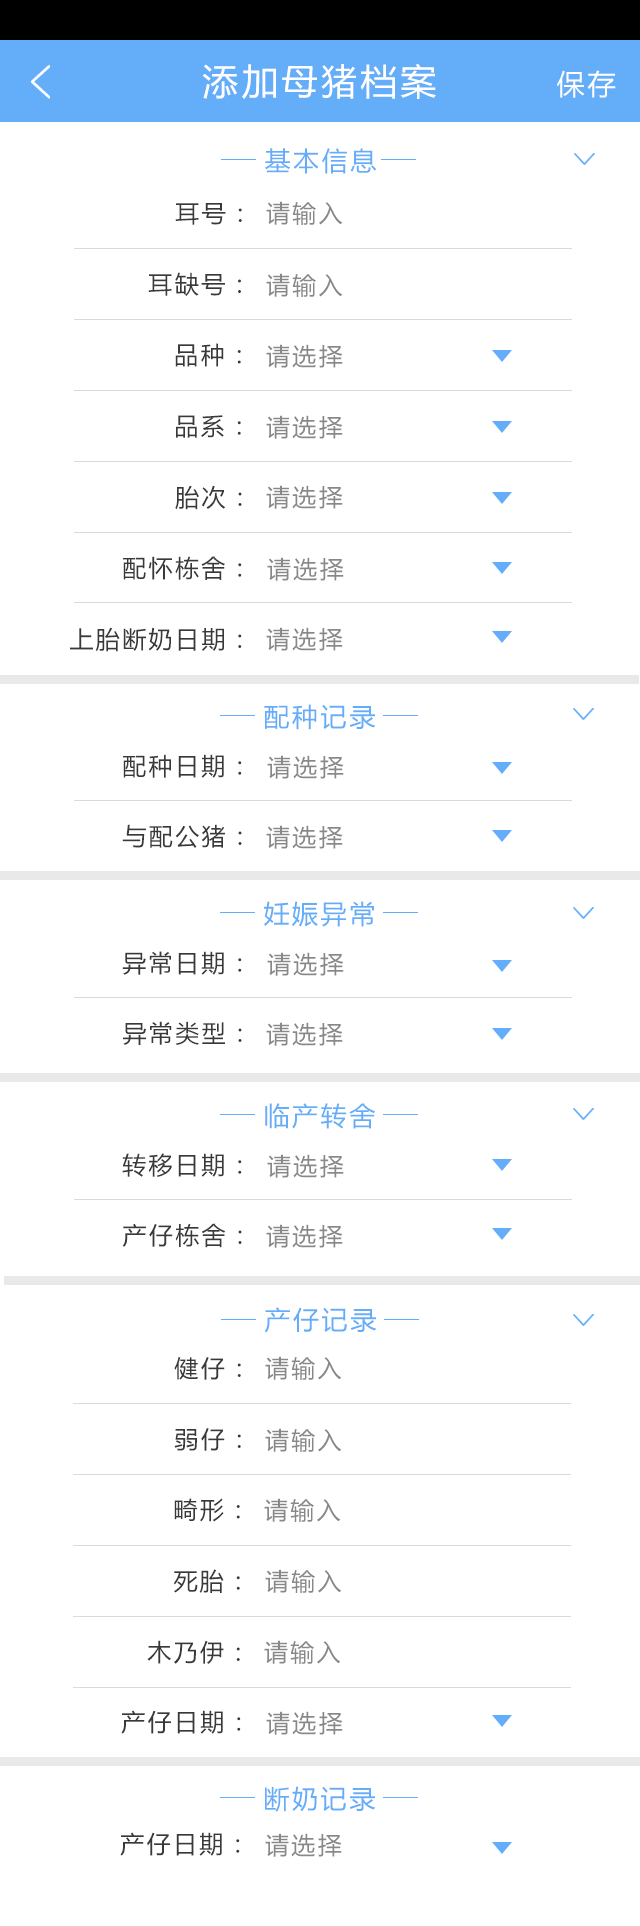 添加母猪档案 保存
基本信息
耳号： 请输入
耳缺号： 请输入
品种： 请选择
品系： 请选择
胎次： 请选择
配怀栋舍： 请选择
上胎断奶日期： 请选择
配种记录
配种日期： 请选择
与配公猪： 请选择
妊娠异常
异常日期： 请选择
异常类型： 请选择
临产转舍
转移日期： 请选择
产仔栋舍： 请选择
产仔记录
健仔： 请输入
弱仔： 请输入
畸形： 请输入
死胎： 请输入
木乃伊： 请输入
产仔日期： 请选择
断奶记录
产仔日期： 请选择